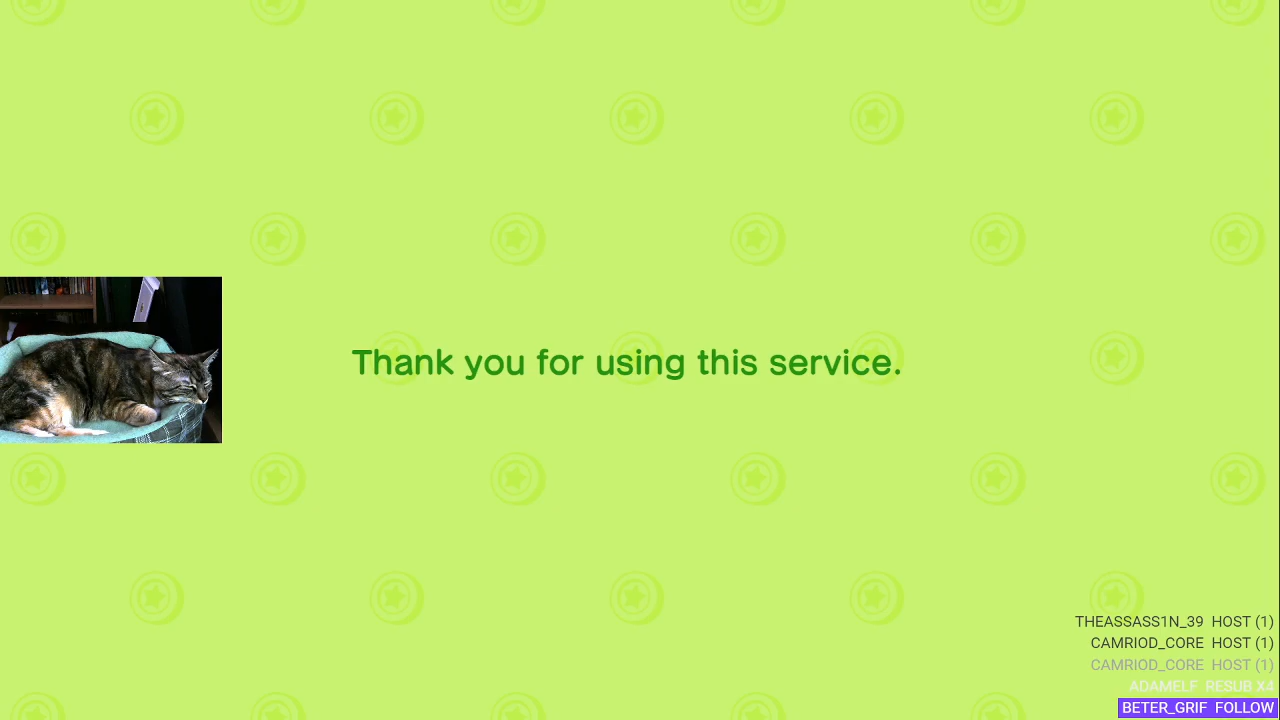 Thank you for using this service.
THEASSASS1N_39 HOST (1)
CAMRIOD_CORE HOST (1)
CAMRIOD_CORE HOST (1)
ADAMELF RESUB X4
BETER_GRIF FOLLOW